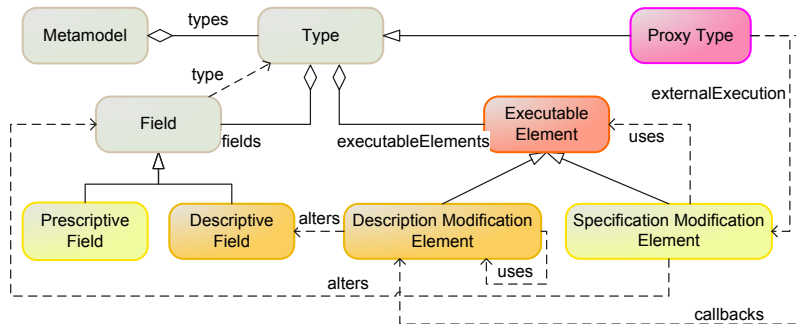 types
Metamodel
Type
Proxy Type
type
externalExecution
Field
fields
executableElements
Executable
Element
uses
Prescriptive
Field
Descriptive
Field
alters
Description Modification
Element
Specification Modification
Element
uses
alters
callbacks